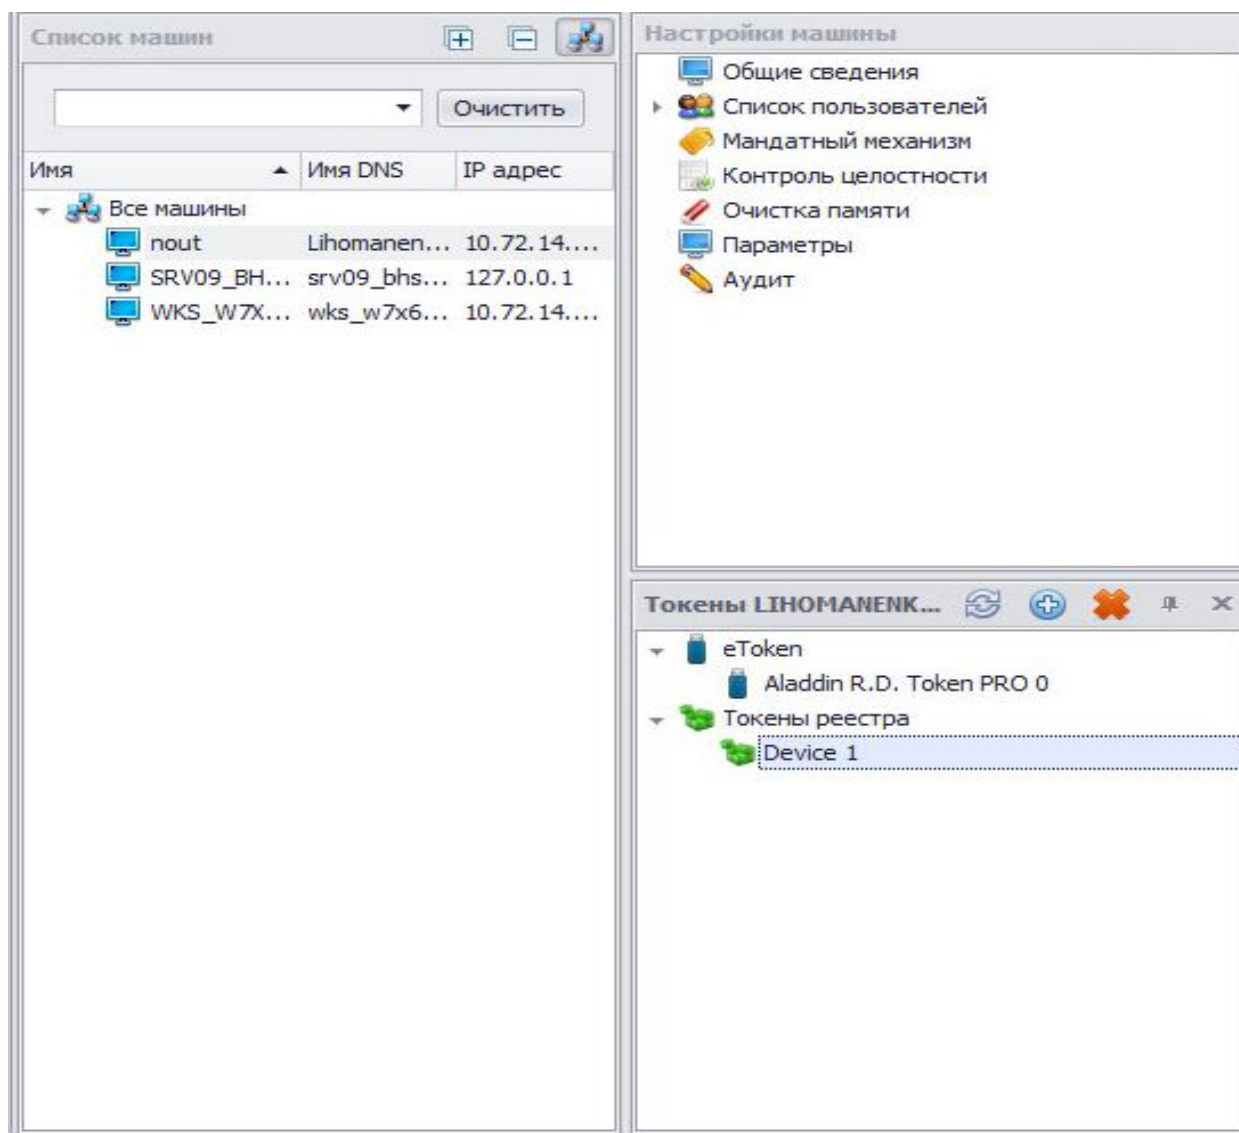 Список машин
Очистить
Имя Имя DNS IP адрес
Все машины
nout Lihomanen... 10.72.14....
SRV09_BH... srv09_bhs... 127.0.0.1
WKS_W7X... wks_w7x6... 10.72.14....
Настройки машины
Общие сведения
Список пользователей
Мандатный механизм
Контроль целостности
Очистка памяти
Параметры
Аудит
Токены LIHOMANENK...
eToken
Aladdin R.D. Token PRO 0
Токены реестра
Device 1